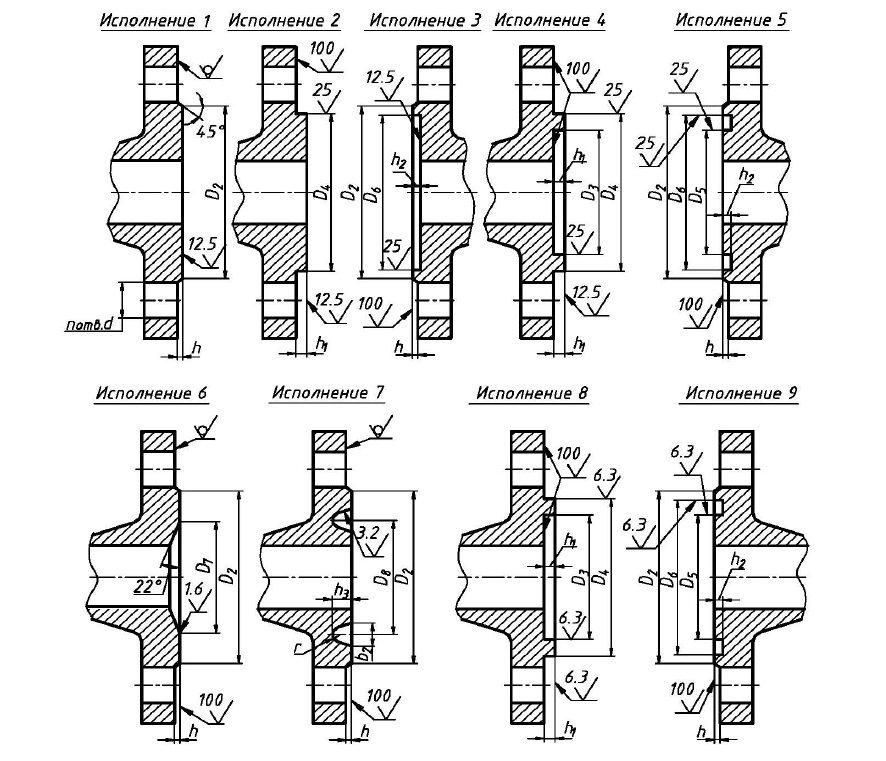 Исполнение 1
Исполнение 2
Исполнение 3
Исполнение 4
Исполнение 5
45°
D2
12.5
nотв.d
h
100
25
D4
12.5
h1
12.5
D2
D6
h2
25
100
h
100
25
h1
D3
D4
25
12.5
h1
25
25
D2
D6
D5
h2
100
h
Исполнение 6
Исполнение 7
Исполнение 8
Исполнение 9
22°
D7
D2
1.6
100
h
3.2
h3
D8
D2
r
b2
100
h
100
6.3
h1
D3
D4
6.3
6.3
h1
6.3
6.3
D2
D6
D5
h2
100
h